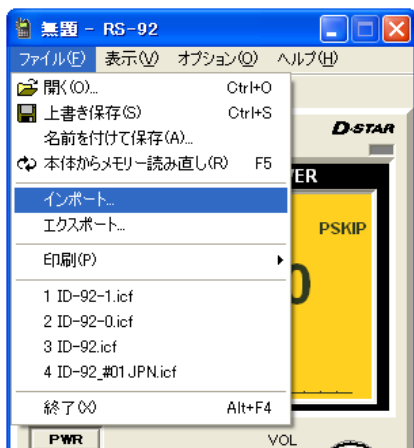 無題 - RS-92
ファイル(F) 表示(V) オプション(O) ヘルプ(H)
開く(O)... Ctrl+O
上書き保存(S) Ctrl+S
名前を付けて保存(A)...
本体からメモリー読み直し(R) F5
インポート...
エクスポート...
印刷(P)
1 ID-92-1.icf
2 ID-92-0.icf
3 ID-92.icf
4 ID-92_#01JPN.icf
終了(X) Alt+F4
D-STAR
PSKIP
PWR
VOL